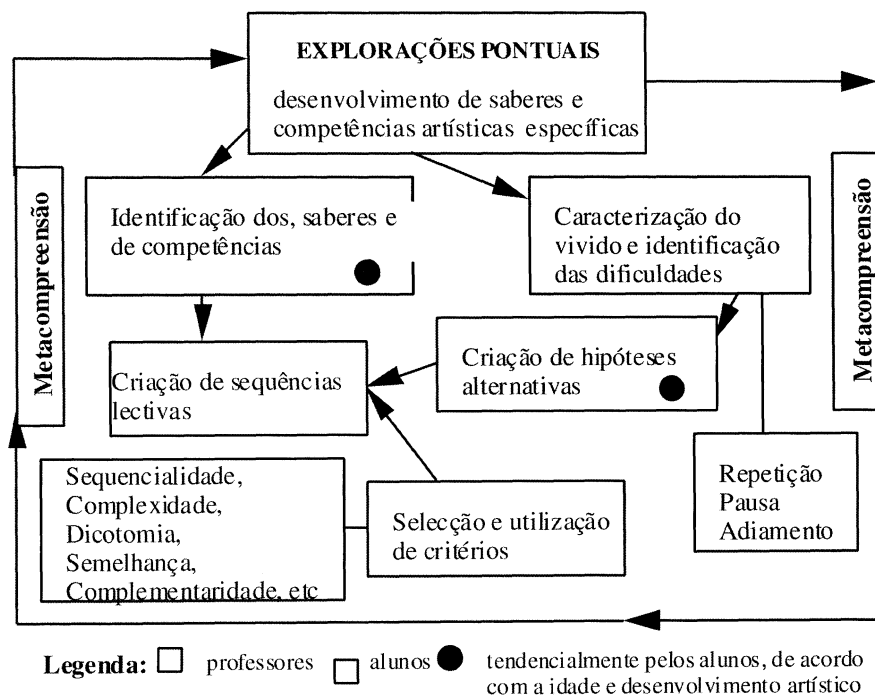 EXPLORAÇÕES PONTUAIS
desenvolvimento de saberes e
competências artísticas específicas
Metacompreensão
Identificação dos, saberes e
de competências
Caracterização do
vivido e identificação
das dificuldades
Metacompreensão
Criação de sequências
lectivas
Criação de hipóteses
alternativas
Sequencialidade,
Complexidade,
Dicotomia,
Semelhança,
Complementaridade, etc
Selecção e utilização
de critérios
Repetição
Pausa
Adiamento
Legenda: professores alunos tendencialmente pelos alunos, de acordo
com a idade e desenvolvimento artístico